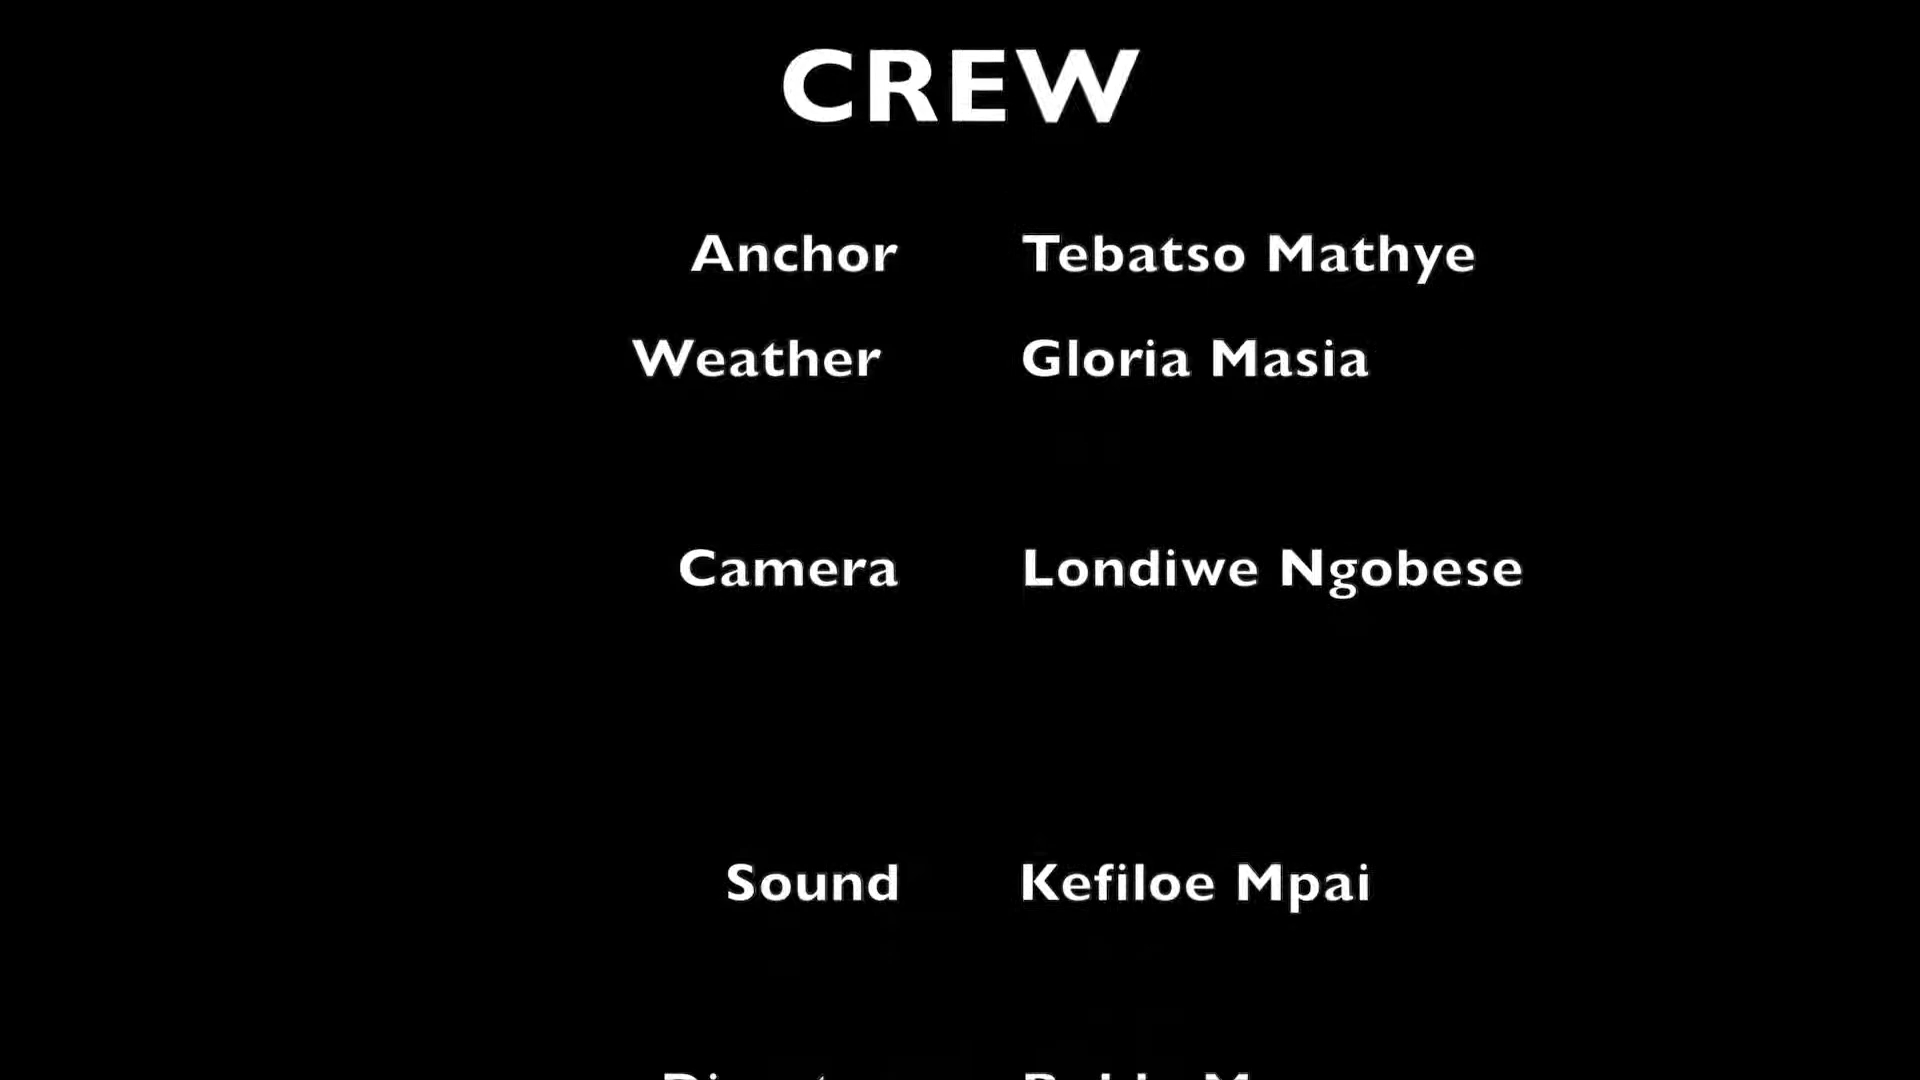 CREW
Anchor Tebatso Mathye
Weather Gloria Masia
Camera Londiwe Ngobese
Sound Kefiloe Mpai